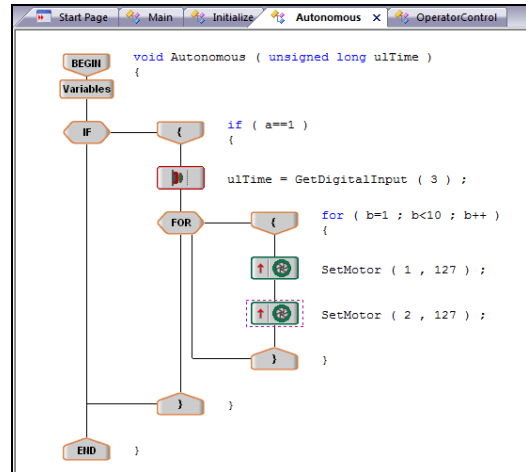 Start Page Main Initialize Autonomous X OperatorControl
BEGIN void Autonomous ( unsigned long ulTime )
{
Variables
IF { if ( a==1 )
{
ulTime = GetDigitalInput ( 3 ) ;
FOR { for ( b=1 ; b<10 ; b++ )
{
SetMotor ( 1 , 127 ) ;
SetMotor ( 2 , 127 ) ;
} }
} }
END }